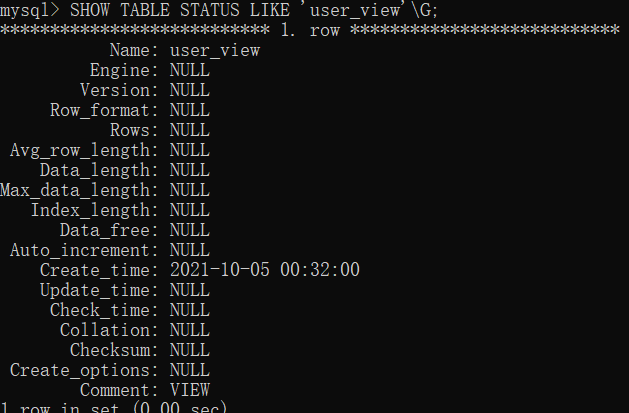 mysql> SHOW TABLE STATUS LIKE 'user_view'\G;
*************************** 1. row ***************************
Name: user_view
Engine: NULL
Version: NULL
Row_format: NULL
Rows: NULL
Avg_row_length: NULL
Data_length: NULL
Max_data_length: NULL
Index_length: NULL
Data_free: NULL
Auto_increment: NULL
Create_time: 2021-10-05 00:32:00
Update_time: NULL
Check_time: NULL
Collation: NULL
Checksum: NULL
Create_options: NULL
Comment: VIEW
1 row in set (0.00 sec)